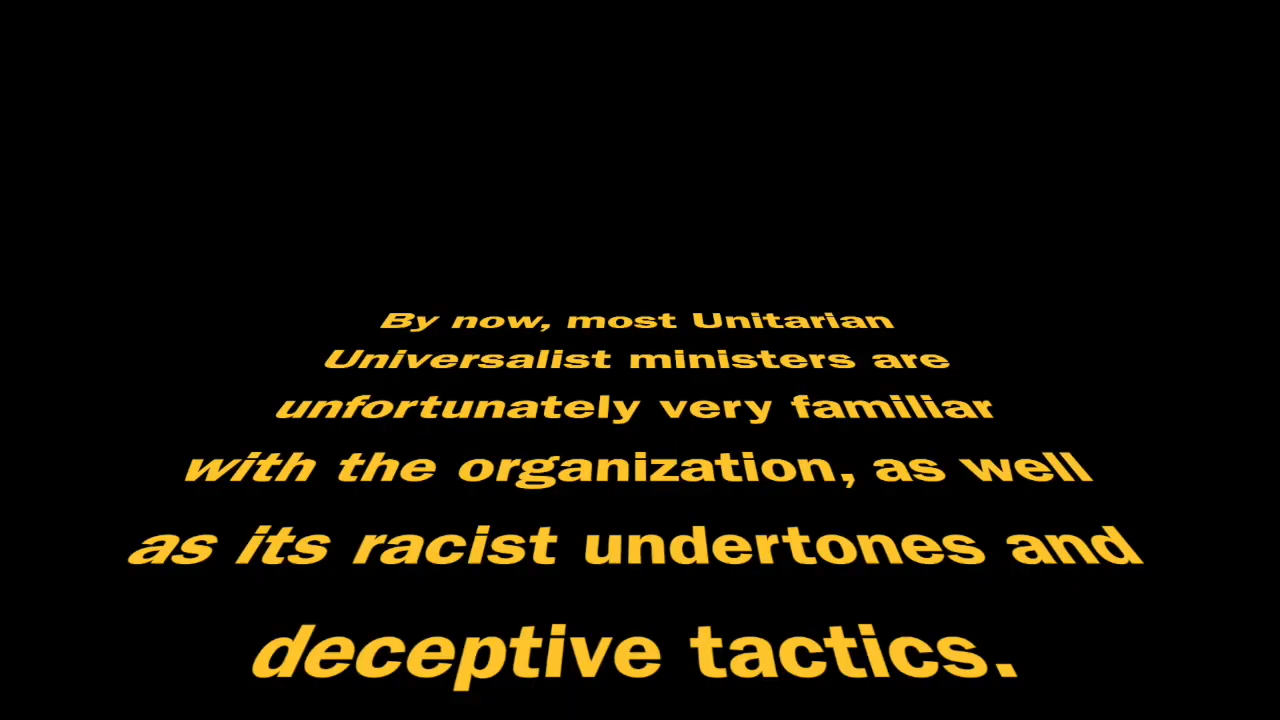 By now, most Unitarian
Universalist ministers are
unfortunately very familiar
with the organization, as well
as its racist undertones and
deceptive tactics.